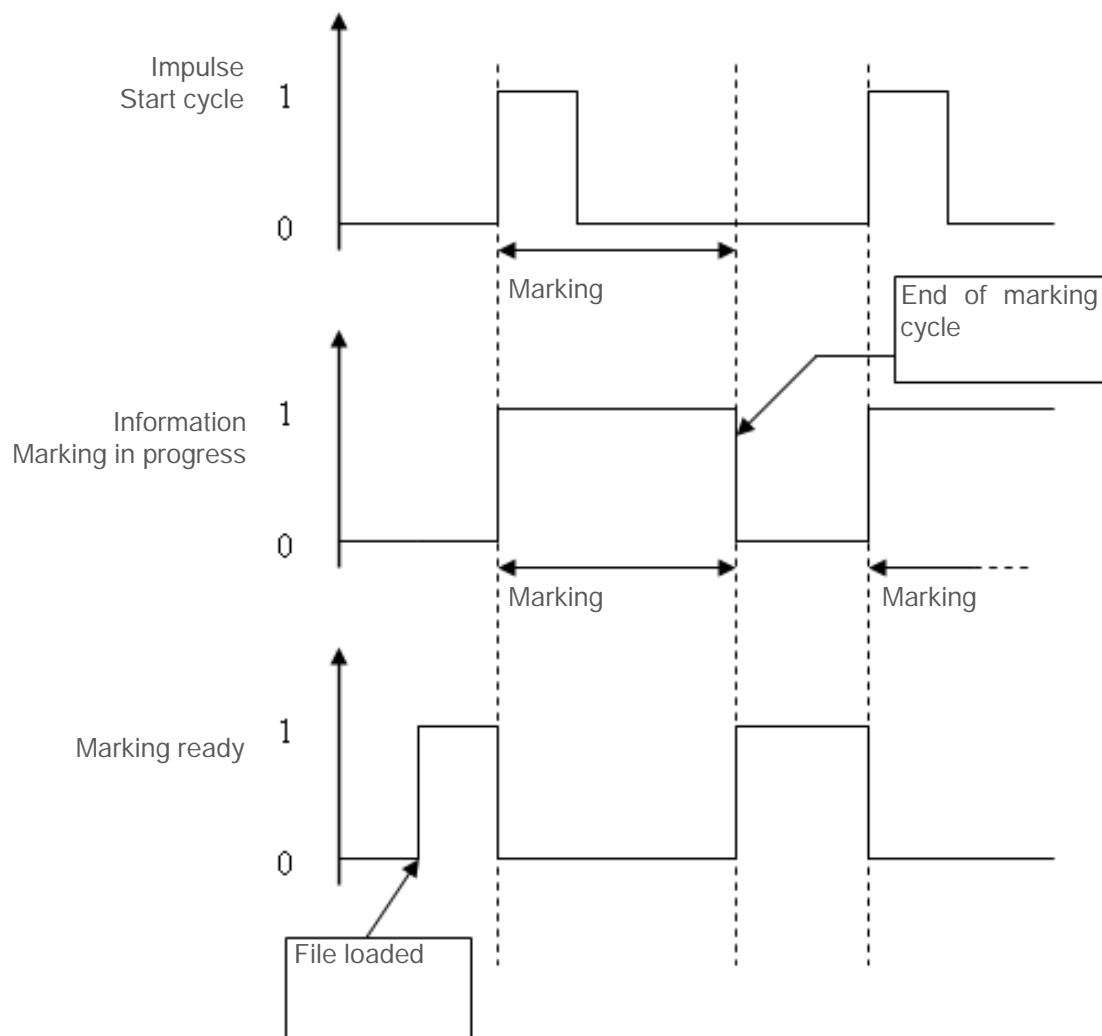 Impulse
Start cycle
1
0
Marking
End of marking
cycle
Information
Marking in progress
1
0
Marking
Marking
Marking ready
1
0
File loaded